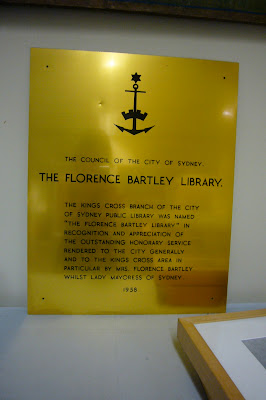 THE COUNCIL OF THE CITY OF SYDNEY.
THE FLORENCE BARTLEY LIBRARY.
THE KINGS CROSS BRANCH OF THE CITY
OF SYDNEY PUBLIC LIBRARY WAS NAMED
"THE FLORENCE BARTLEY LIBRARY" IN
RECOGNITION AND APPRECIATION OF
THE OUTSTANDING HONORARY SERVICE
RENDERED TO THE CITY GENERALLY
AND TO THE KINGS CROSS AREA IN
PARTICULAR BY MRS. FLORENCE BARTLEY
WHILST LADY MAYORESS OF SYDNEY.
1958